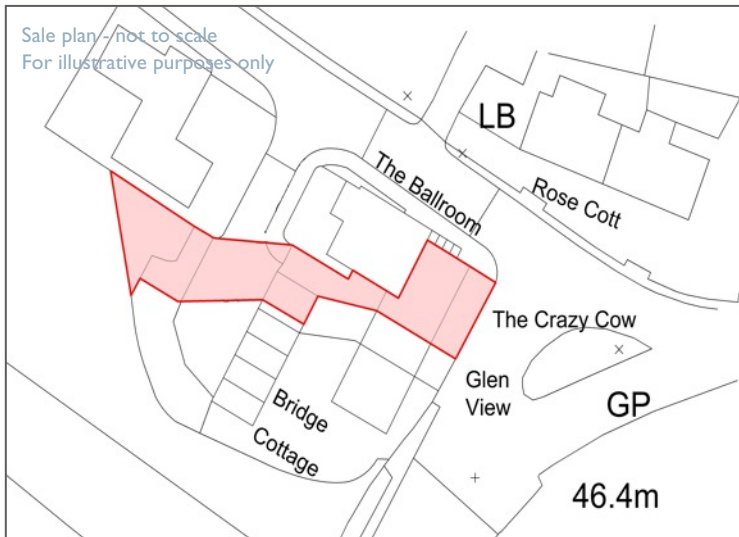 Sale plan - not to scale
For illustrative purposes only
LB
The Ballroom
Rose Cott
The Crazy Cow
Glen
View
GP
Bridge
Cottage
46.4m